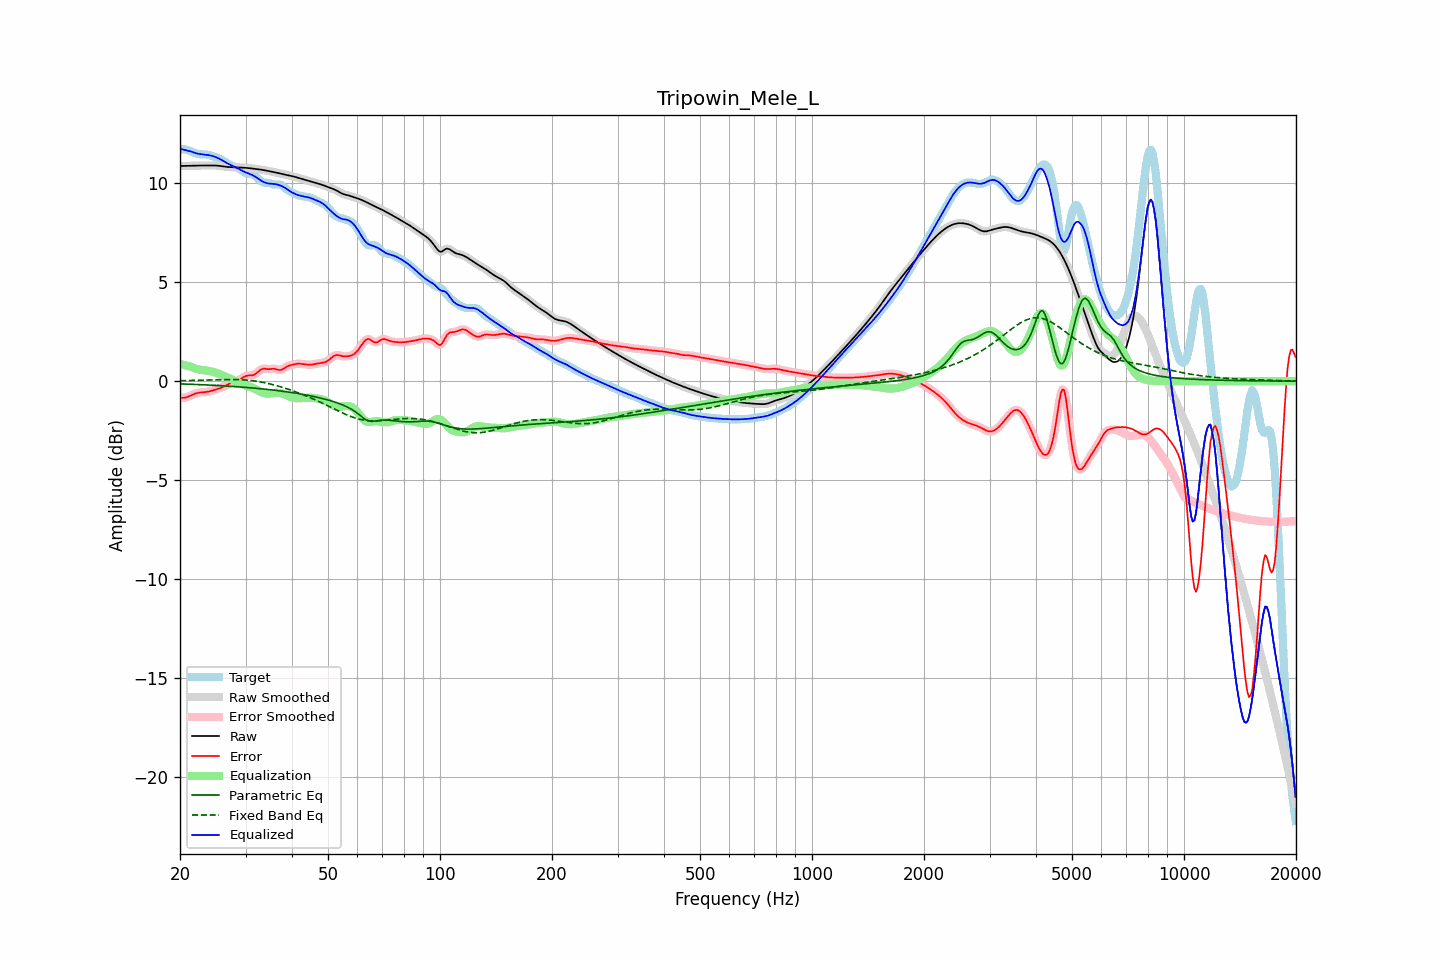 Tripowin_Mele_L
Amplitude (dBr)
10
5
0
−5
−10
−15
−20
Target
Raw Smoothed
Error Smoothed
Raw
Error
Equalization
Parametric Eq
Fixed Band Eq
Equalized
20 50 100 200 500 1000 2000 5000 10000 20000
Frequency (Hz)